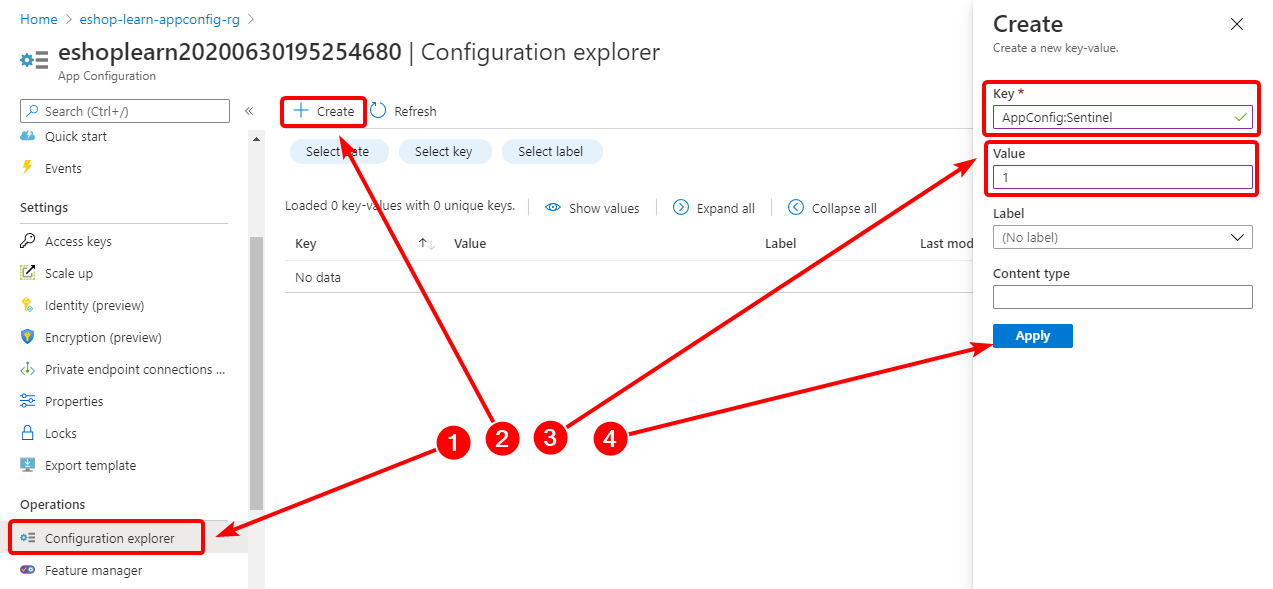 Home > eshop-learn-appconfig-rg >
eshoplearn20200630195254680 | Configuration explorer
App Configuration
Search (Ctrl+/)
«
Quick start
Events
Settings
Access keys
Scale up
Identity (preview)
Encryption (preview)
Private endpoint connections ...
Properties
Locks
Export template
Operations
Configuration explorer
Feature manager
Create Refresh
Select Select key Select label
Loaded 0 key-values with 0 unique keys. Show values Expand all Collapse all
Key ↑↓ Value Label Last mod
No data
1 2 3 4
Create
Create a new key-value.
Key *
AppConfig:Sentinel
Value
1
Label
(No label)
Content type
Apply